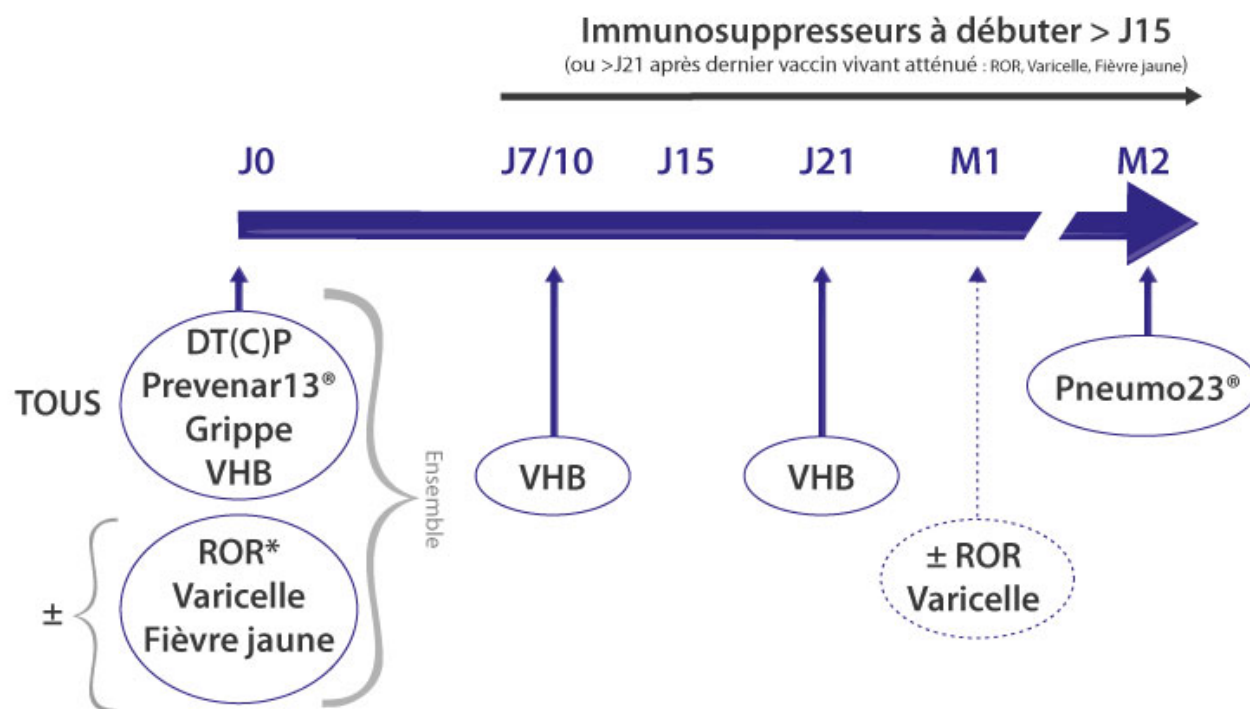 Immunosuppresseurs à débuter > J15
(ou >J21 après dernier vaccin vivant atténué : ROR, Varicelle, Fièvre jaune)
J0
J7/10
J15
J21
M1
M2
TOUS
DT(C)P
Prevenar13®
Grippe
VHB
±
ROR*
Varicelle
Fièvre jaune
Ensemble
VHB
VHB
± ROR
Varicelle
Pneumo23®